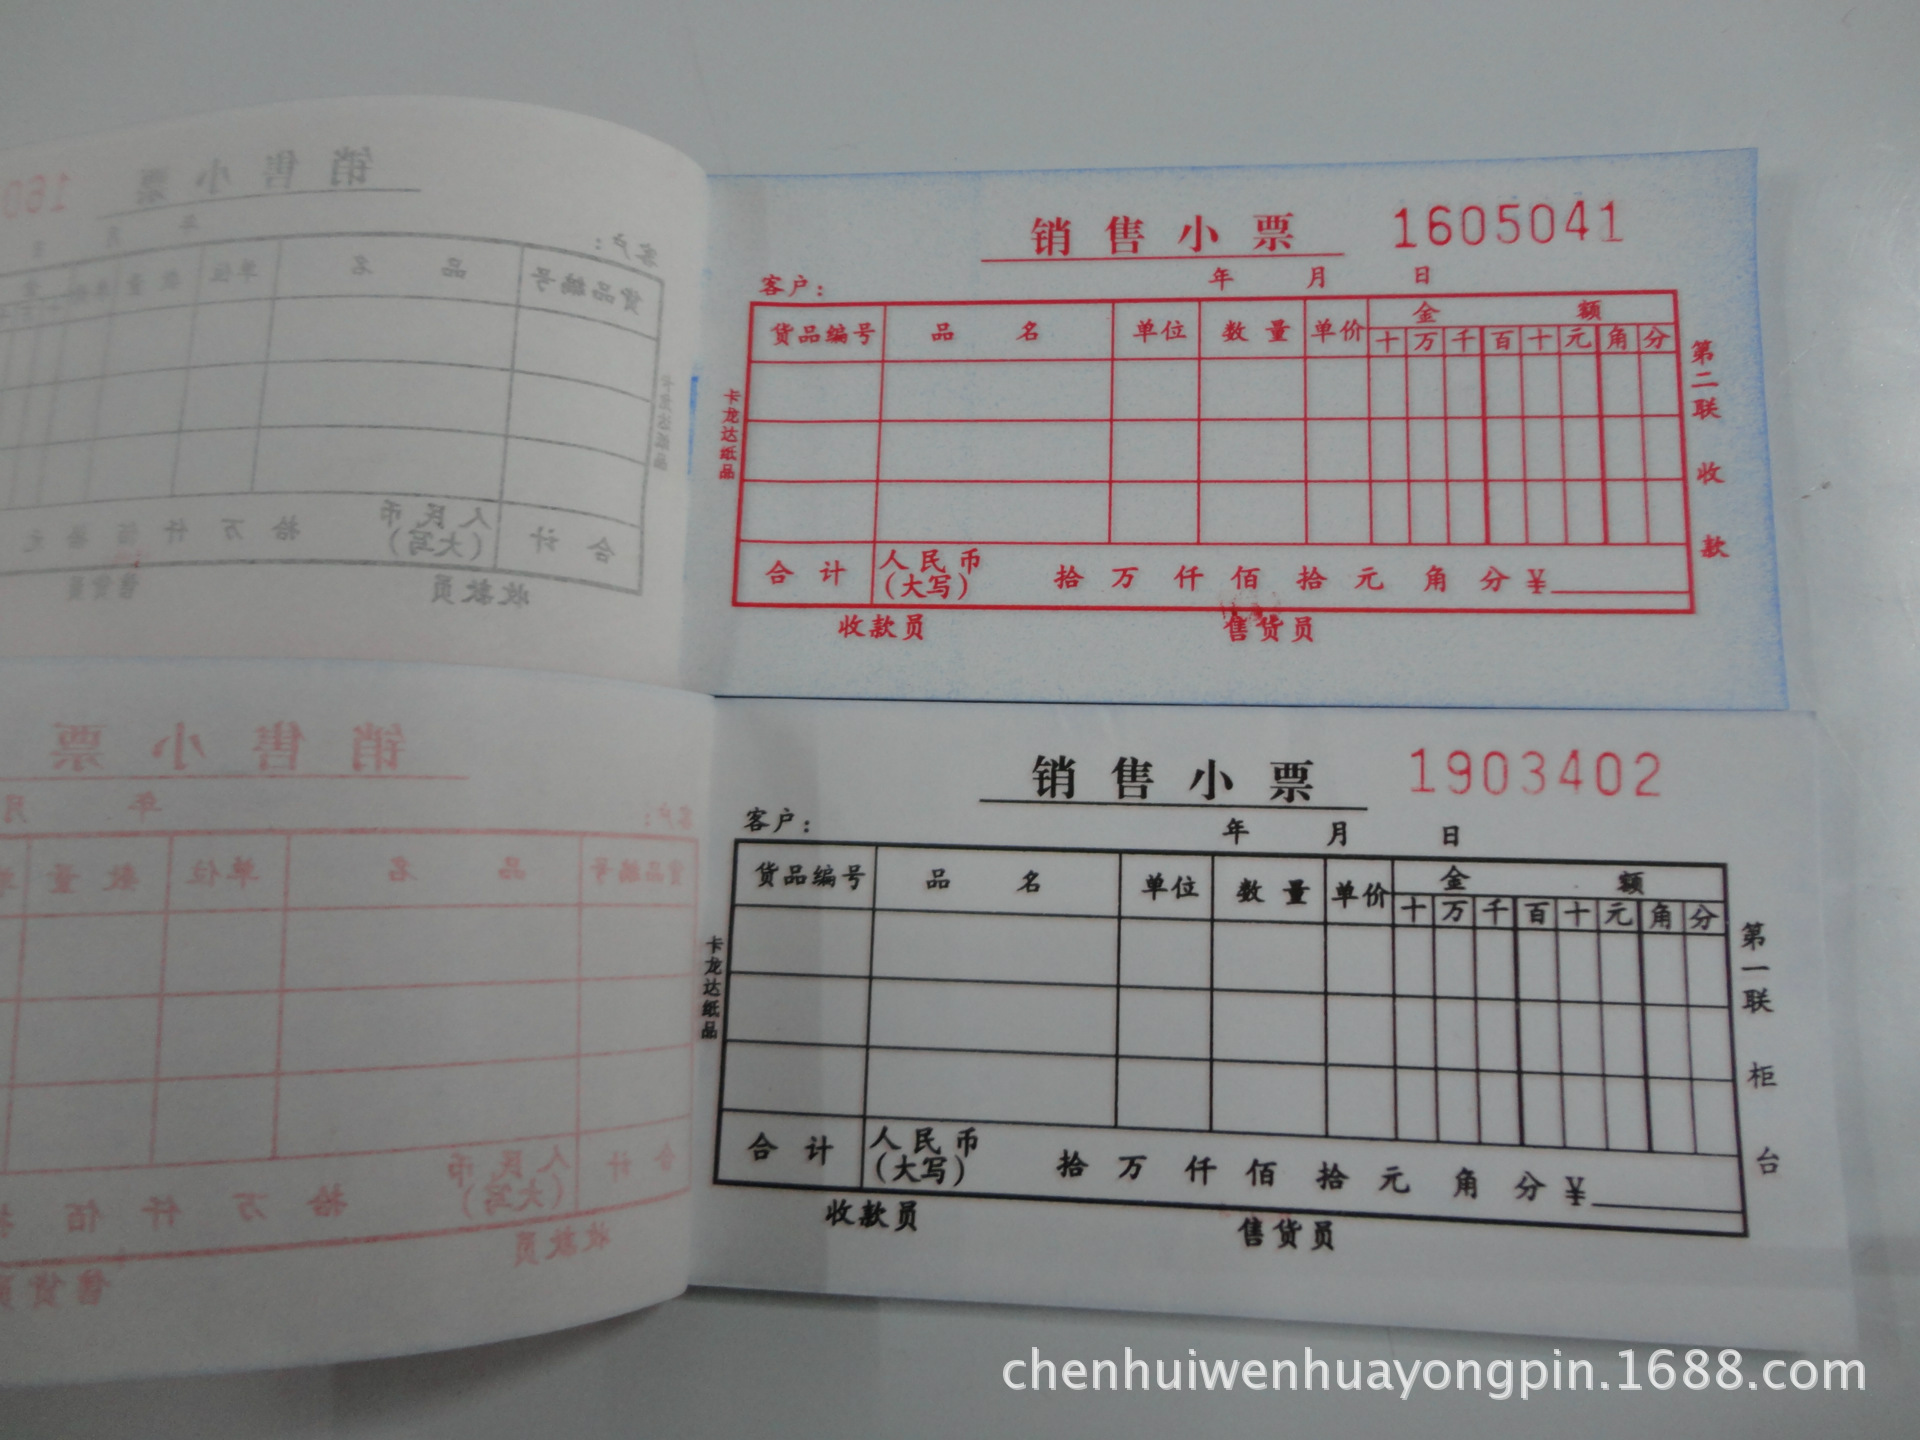 销售小票 1605041
客户： 年 月 日
货品编号 品 名 单位 数量 单价 金 额
十 万 千 百 十 元 角 分
合计 人民币(大写) 拾 万 仟 佰 拾 元 角 分 ¥
收款员 售货员
卡龙达纸品
第二联 收款
销售小票 1903402
客户： 年 月 日
货品编号 品 名 单位 数量 单价 金 额
十 万 千 百 十 元 角 分
合计 人民币(大写) 拾 万 仟 佰 拾 元 角 分 ¥
收款员 售货员
卡龙达纸品
第一联 柜台
chenhuiwenhuayongpin.1688.com